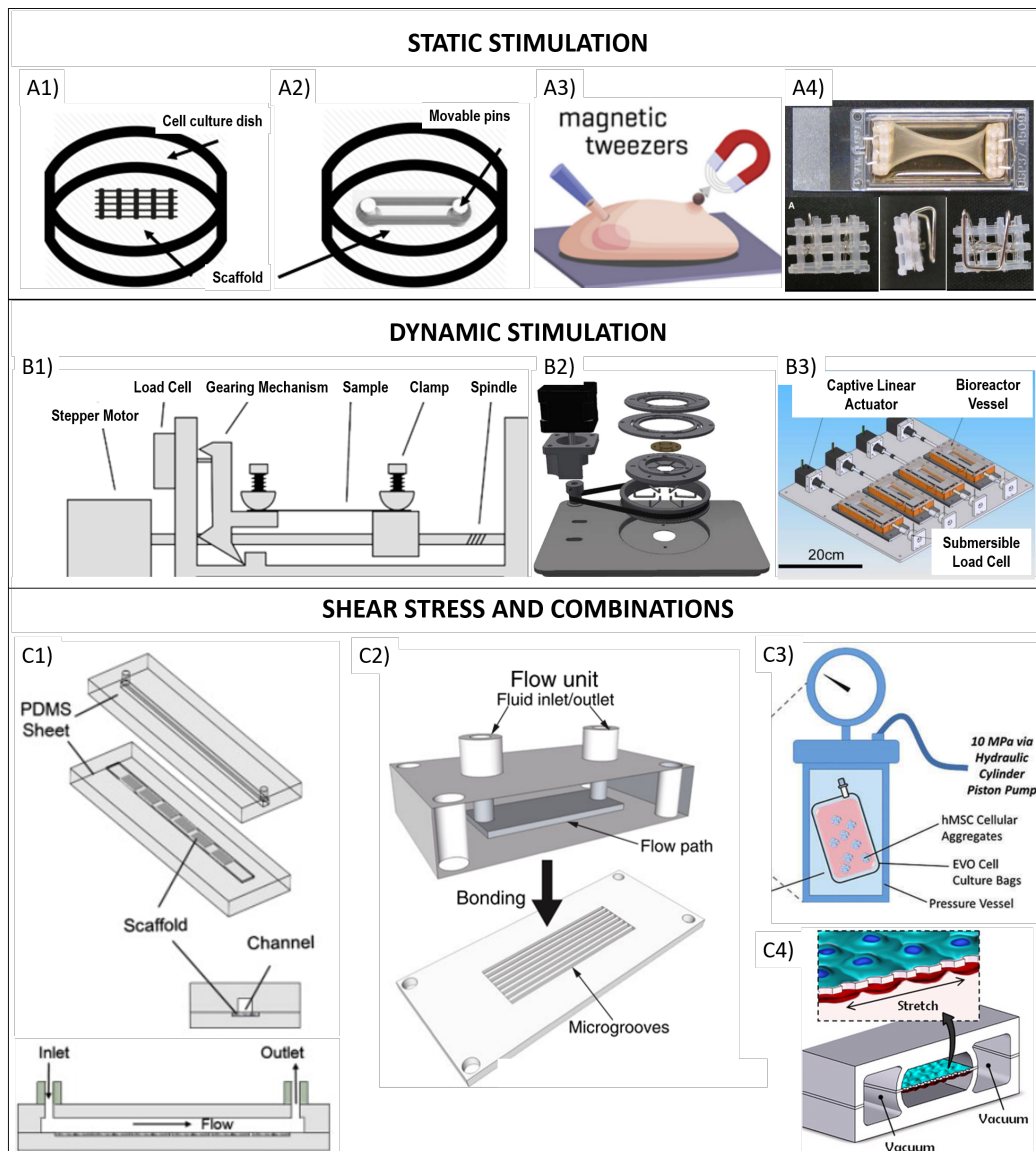 STATIC STIMULATION
A1)
Cell culture dish
Scaffold
A2)
Movable pins
A3)
magnetic
tweezers
A4)
A
DYNAMIC STIMULATION
B1)
Load Cell
Gearing Mechanism
Sample
Clamp
Spindle
Stepper Motor
B2)
B3)
Captive Linear
Actuator
Bioreactor
Vessel
20cm
Submersible
Load Cell
SHEAR STRESS AND COMBINATIONS
C1)
PDMS
Sheet
Scaffold
Channel
Inlet
Outlet
Flow
C2)
Flow unit
Fluid inlet/outlet
Flow path
Bonding
Microgrooves
C3)
10 MPa via
Hydraulic
Cylinder
Piston Pump
hMSC Cellular
Aggregates
EVO Cell
Culture Bags
Pressure Vessel
C4)
Stretch
Vacuum
Vacuum